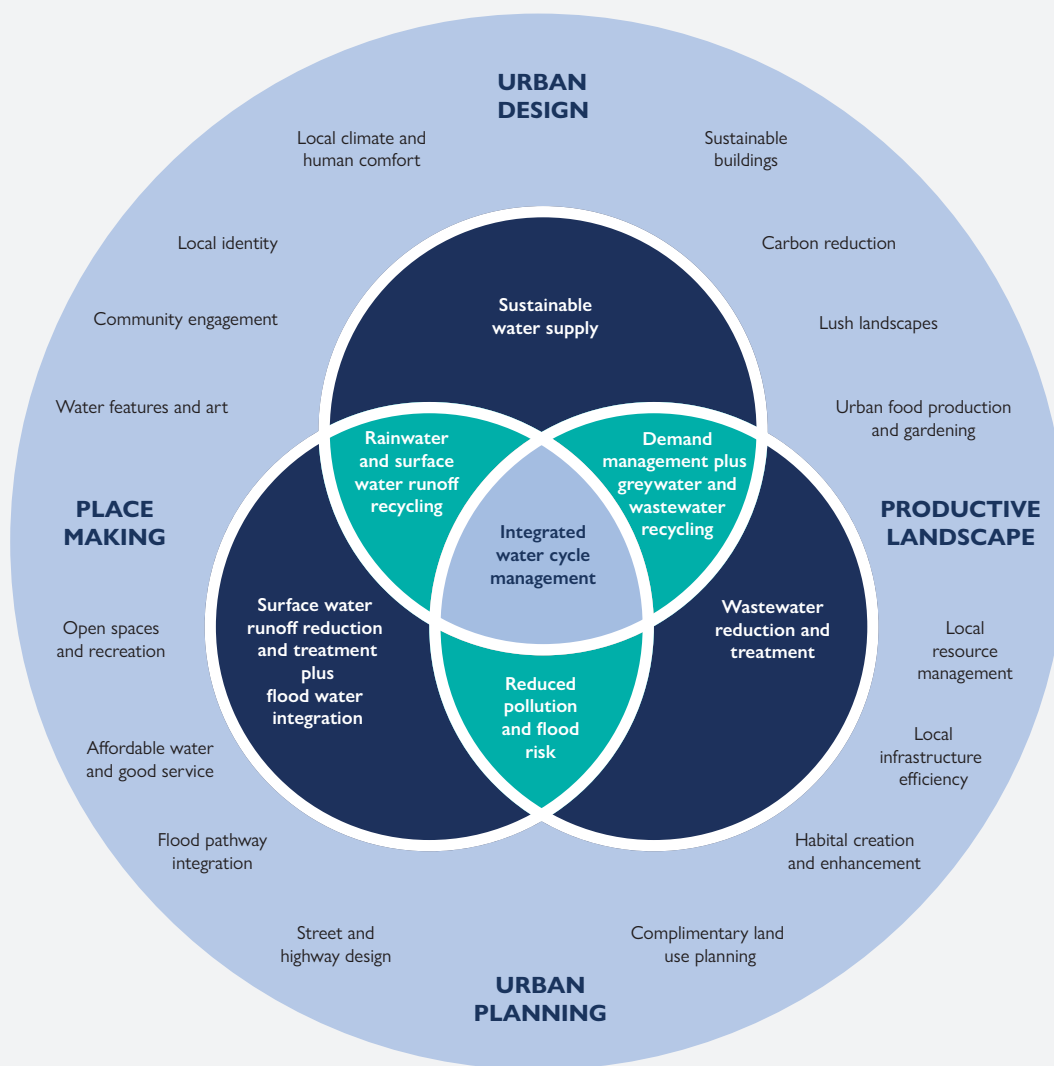 URBAN
DESIGN
Local climate and
human comfort
Sustainable
buildings
Local identity
Carbon reduction
Community engagement
Lush landscapes
Water features and art
Urban food production
and gardening
Sustainable
water supply
Rainwater
and surface
water runoff
recycling
Demand
management plus
greywater and
wastewater
recycling
PLACE
MAKING
Integrated
water cycle
management
PRODUCTIVE
LANDSCAPE
Surface water
runoff reduction
and treatment
plus
flood water
integration
Wastewater
reduction and
treatment
Reduced
pollution
and flood
risk
Open spaces
and recreation
Local
resource
management
Affordable water
and good service
Local
infrastructure
efficiency
Flood pathway
integration
Habital creation
and enhancement
Street and
highway design
Complimentary land
use planning
URBAN
PLANNING